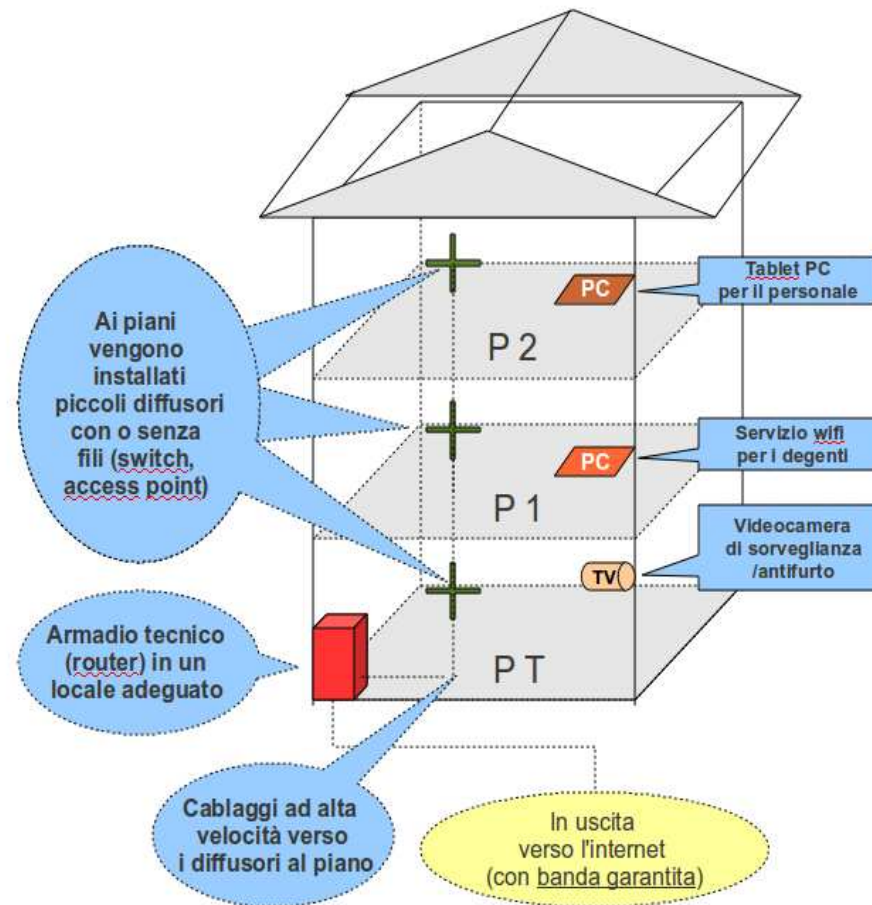 Ai piani
vengono
installati
piccoli diffusori
con o senza
fili (switch,
access point)
PC
Tablet PC
per il personale
P 2
PC
Servizio wifi
per i degenti
P 1
Videocamera
di sorveglianza
/antifurto
TV
Armadio tecnico
(router) in un
locale adeguato
P T
Cablaggi ad alta
velocità verso
i diffusori al piano
In uscita
verso l'internet
(con banda garantita)